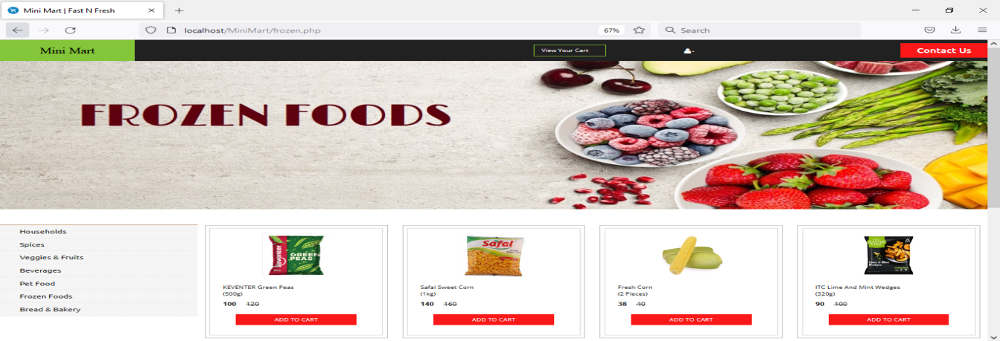 Mini Mart | Fast N Fresh
localhost/MiniMart/frozen.php
67%
Search
Mini Mart
View Your Cart
Contact Us
FROZEN FOODS
Households
Spices
Veggies & Fruits
Beverages
Pet Food
Frozen Foods
Bread & Bakery
Keventer
GREEN
PEAS
KEVENTER Green Peas
(500g)
100 120
ADD TO CART
Safal
Safal Sweet Corn
(1kg)
140 160
ADD TO CART
Fresh Corn
(2 Pieces)
38 40
ADD TO CART
Lime & Mint
Wedges
ITC Lime And Mint Wedges
(320g)
90 100
ADD TO CART